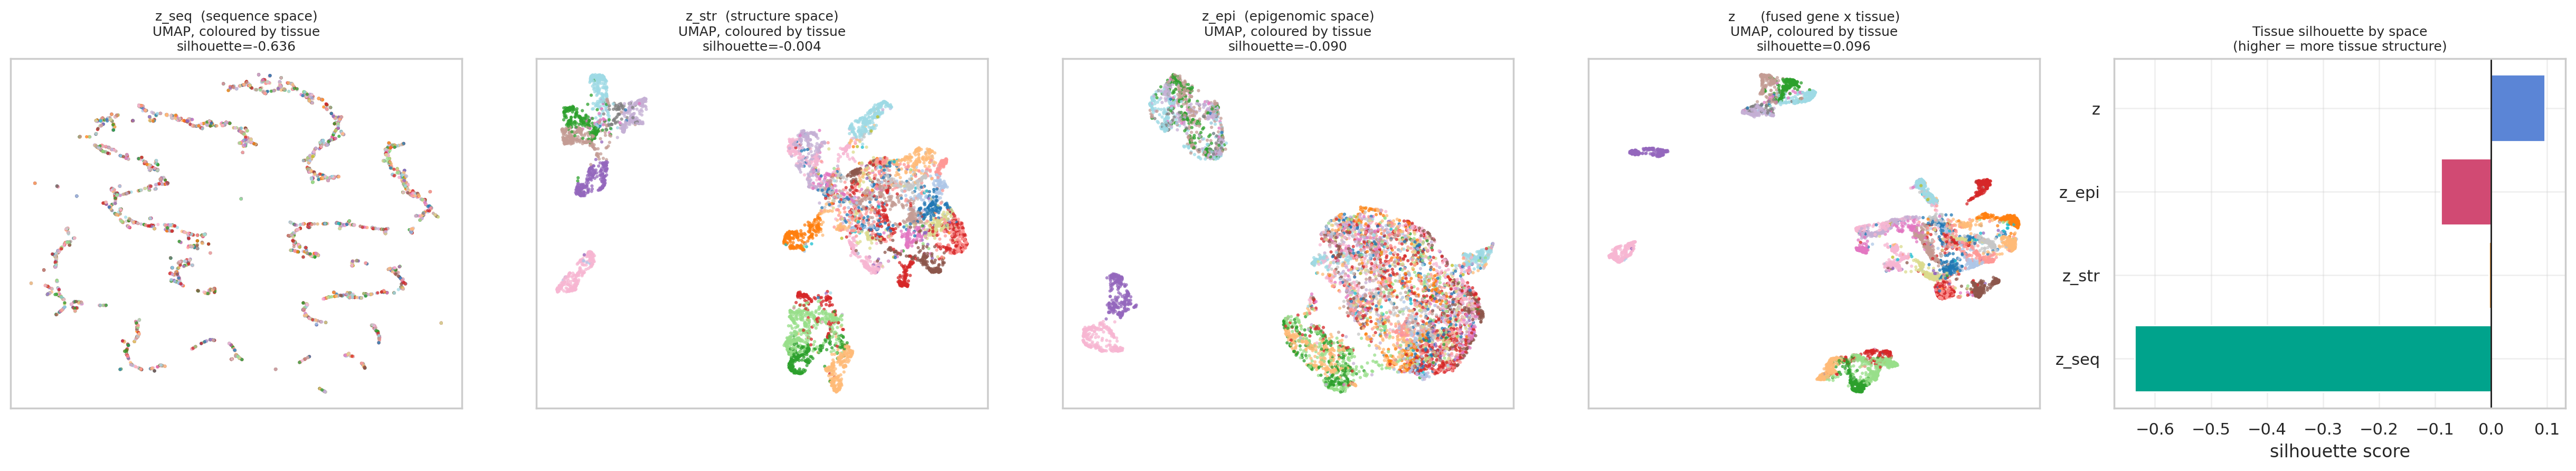 z_seq  (sequence space)
UMAP, coloured by tissue
silhouette=-0.636
z_str  (structure space)
UMAP, coloured by tissue
silhouette=-0.004
z_epi  (epigenomic space)
UMAP, coloured by tissue
silhouette=-0.090
z      (fused gene x tissue)
UMAP, coloured by tissue
silhouette=0.096
Tissue silhouette by space
(higher = more tissue structure)
z
z_epi
z_str
z_seq
−0.6 −0.5 −0.4 −0.3 −0.2 −0.1 0.0 0.1
silhouette score